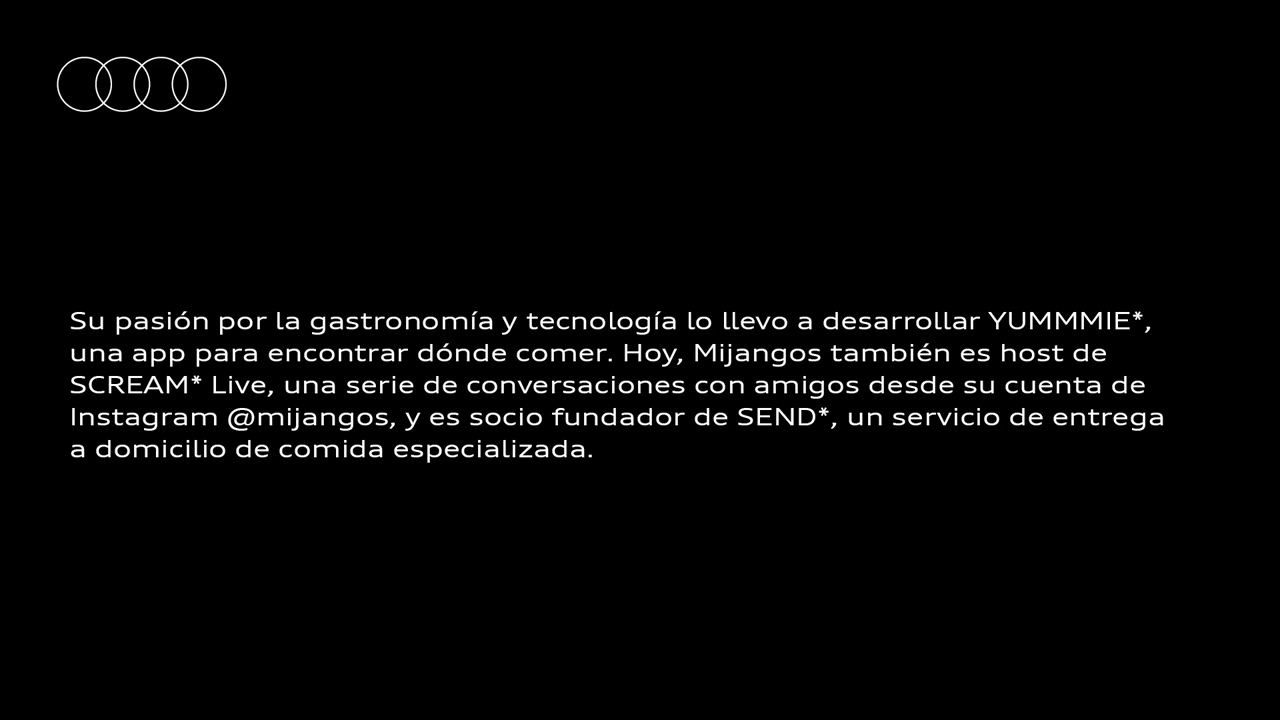 Su pasión por la gastronomía y tecnología lo llevo a desarrollar YUMMMIE*,
una app para encontrar dónde comer. Hoy, Mijangos también es host de
SCREAM* Live, una serie de conversaciones con amigos desde su cuenta de
Instagram @mijangos, y es socio fundador de SEND*, un servicio de entrega
a domicilio de comida especializada.